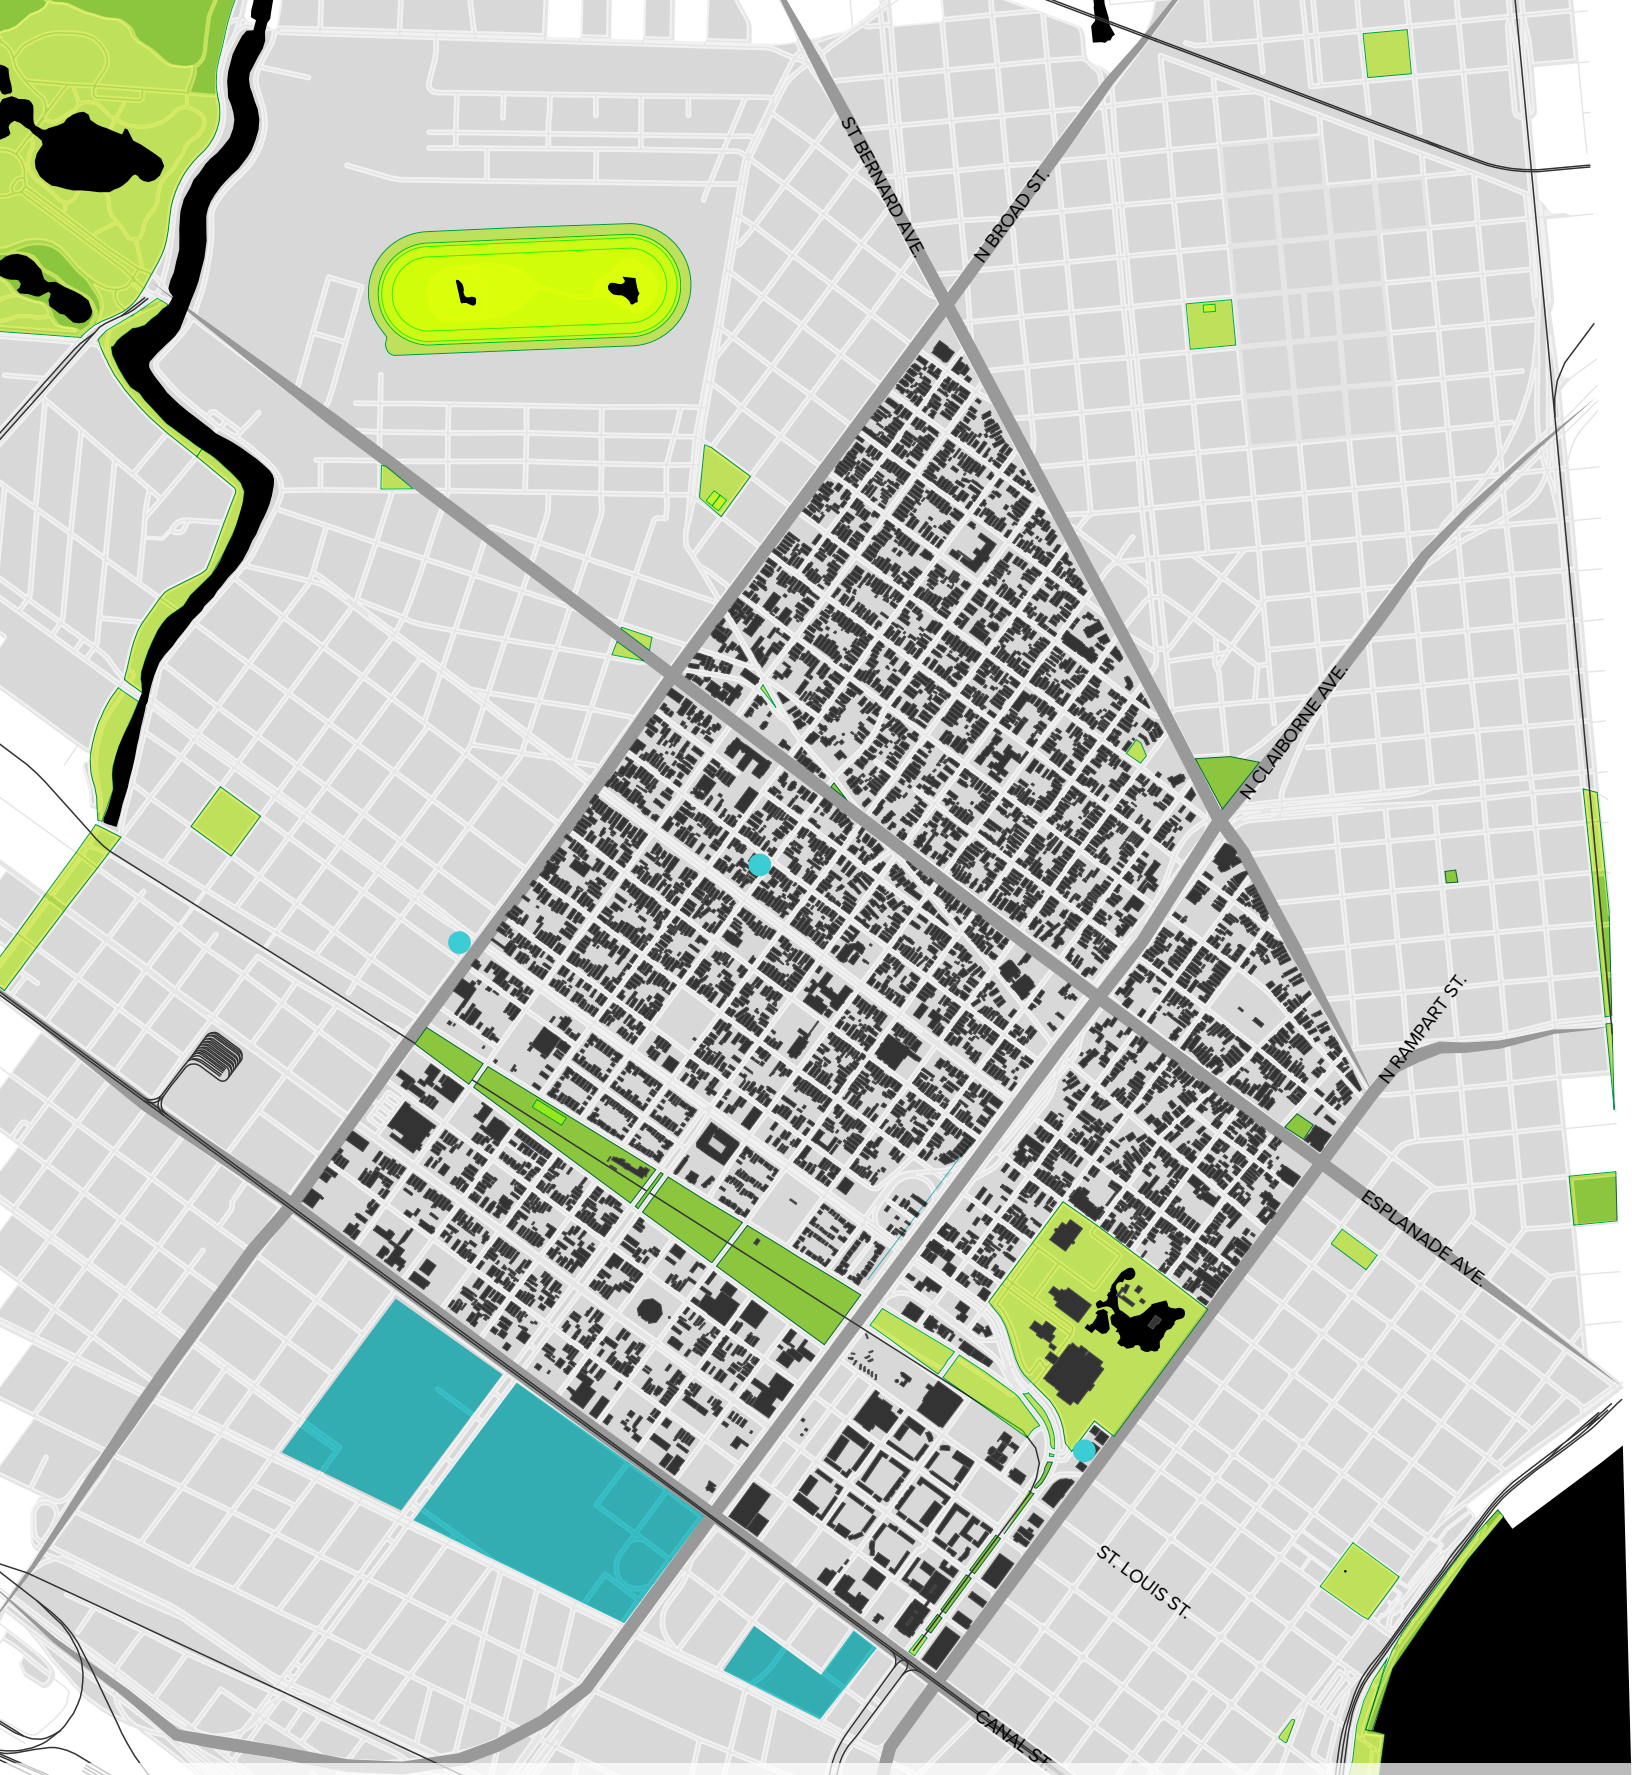 ST BERNARD AVE.
N BROAD ST.
N CLAIBORNE AVE.
N RAMPART ST.
ESPLANADE AVE.
ST. LOUIS ST.
CANAL ST.